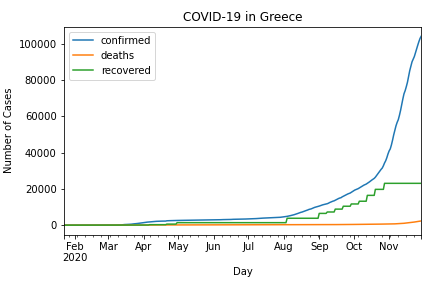 COVID-19 in Greece
confirmed
deaths
recovered
Number of Cases
100000
80000
60000
40000
20000
0
Feb Mar Apr May Jun Jul Aug Sep Oct Nov
2020
Day